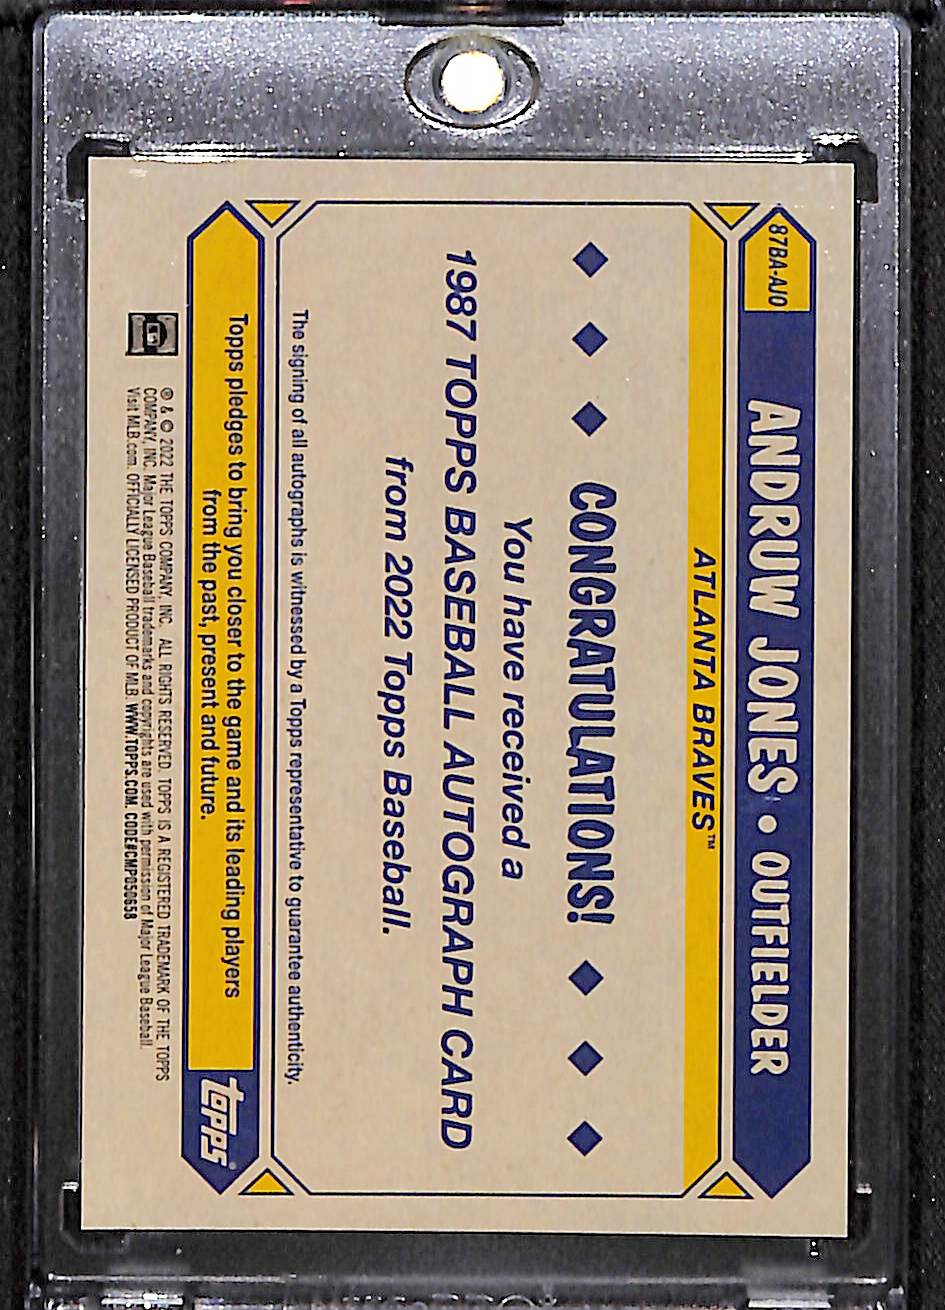 87BA-AJO
ANDRUW JONES • OUTFIELDER
ATLANTA BRAVES™
CONGRATULATIONS!
You have received a
1987 TOPPS BASEBALL AUTOGRAPH CARD
from 2022 Topps Baseball.
The signing of all autographs is witnessed by a Topps representative to guarantee authenticity.
Topps pledges to bring you closer to the game and its leading players
from the past, present and future.
topps®
® & © 2022 THE TOPPS COMPANY, INC. ALL RIGHTS RESERVED. TOPPS IS A REGISTERED TRADEMARK OF THE TOPPS
COMPANY, INC. Major League Baseball trademarks and copyrights are used with permission of Major League Baseball.
Visit MLB.com. OFFICIALLY LICENSED PRODUCT OF MLB. WWW.TOPPS.COM. CODE#CMP050658